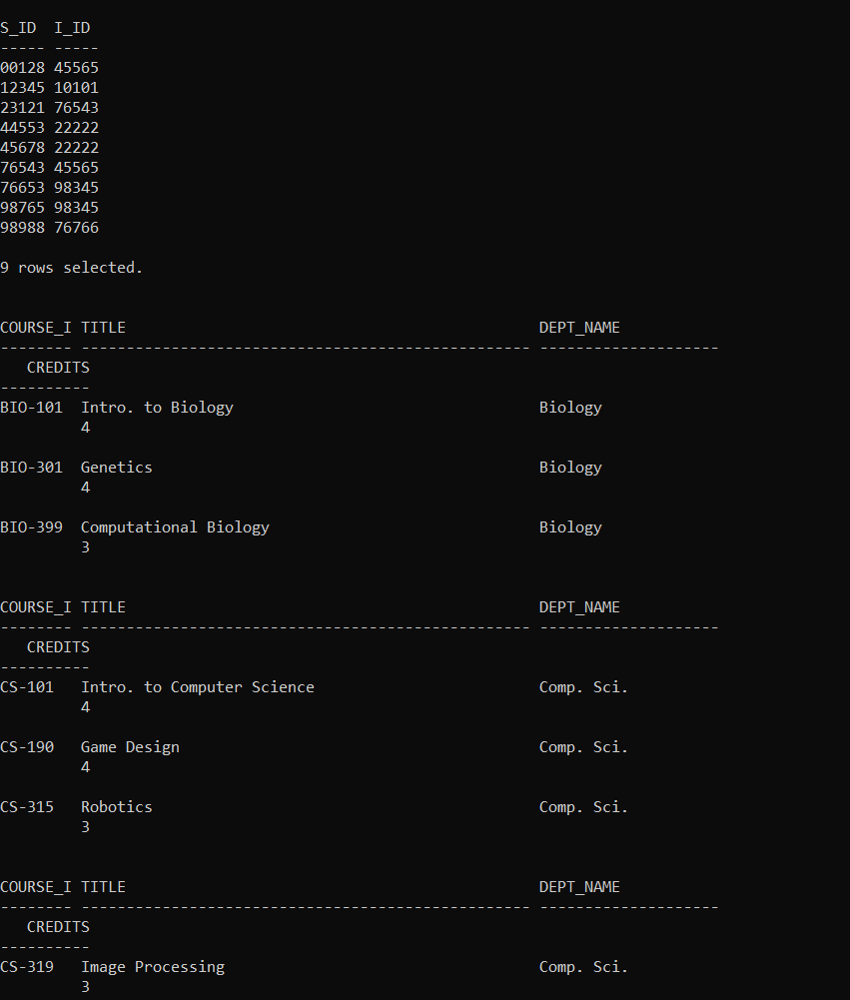 S_ID  I_ID
----- -----
00128 45565
12345 10101
23121 76543
44553 22222
45678 22222
76543 45565
76653 98345
98765 98345
98988 76766
9 rows selected.
COURSE_I TITLE                                              DEPT_NAME
-------- -------------------------------------------------- --------------------
   CREDITS
----------
BIO-101  Intro. to Biology                                  Biology
         4
BIO-301  Genetics                                           Biology
         4
BIO-399  Computational Biology                              Biology
         3
COURSE_I TITLE                                              DEPT_NAME
-------- -------------------------------------------------- --------------------
   CREDITS
----------
CS-101   Intro. to Computer Science                         Comp. Sci.
         4
CS-190   Game Design                                        Comp. Sci.
         4
CS-315   Robotics                                           Comp. Sci.
         3
COURSE_I TITLE                                              DEPT_NAME
-------- -------------------------------------------------- --------------------
   CREDITS
----------
CS-319   Image Processing                                   Comp. Sci.
         3